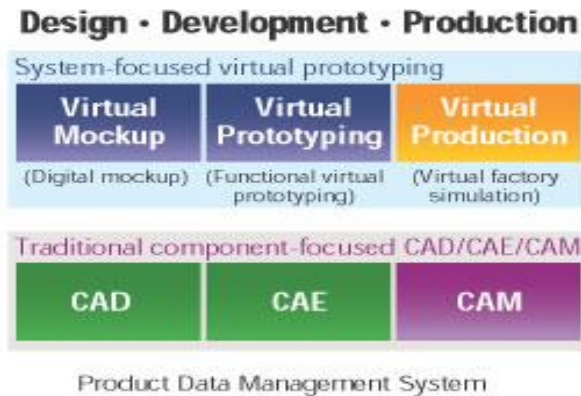 Design • Development • Production
System-focused virtual prototyping
Virtual Mockup
Virtual Prototyping
Virtual Production
(Digital mockup)
(Functional virtual prototyping)
(Virtual factory simulation)
Traditional component-focused CAD/CAE/CAM
CAD
CAE
CAM
Product Data Management System